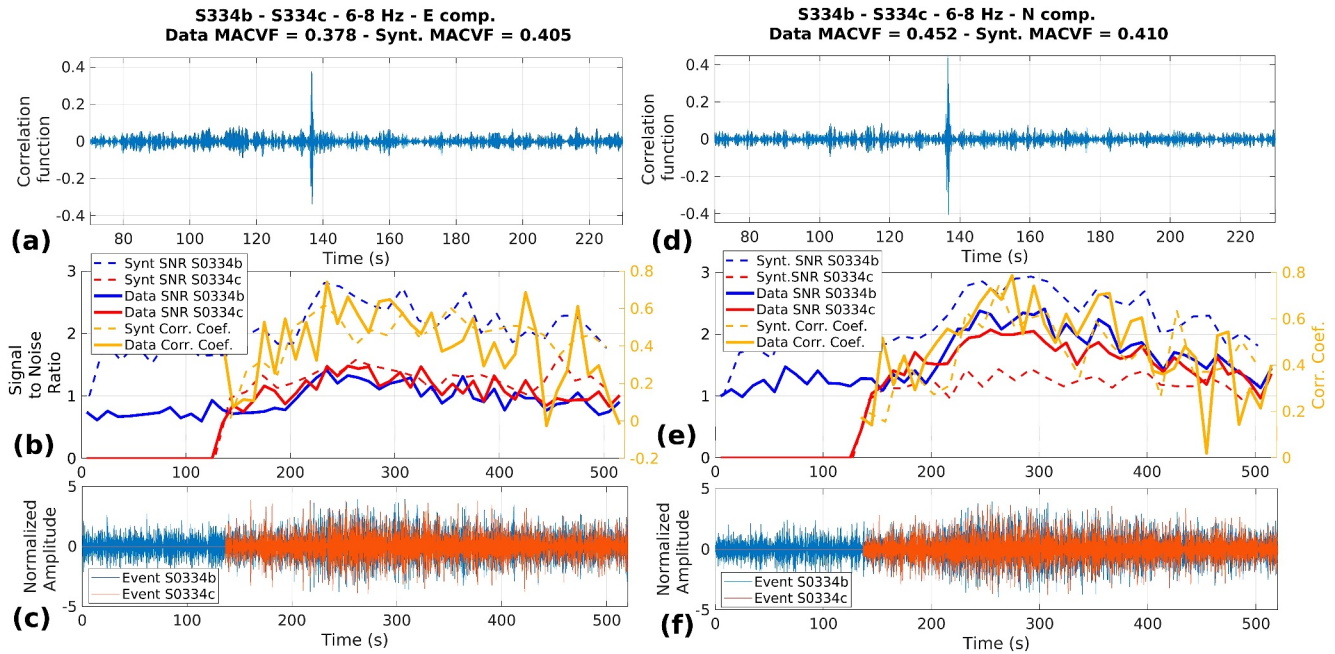 S334b - S334c - 6-8 Hz - E comp.
Data MACVF = 0.378 - Synt. MACVF = 0.405
0.4
0.2
0
-0.2
-0.4
Correlation
function
80 100 120 140 160 180 200 220
Time (s)
(a)
Synt SNR S0334b
Synt SNR S0334c
Data SNR S0334b
Data SNR S0334c
Synt Corr. Coef.
Data Corr. Coef.
3
2
1
0
Signal
to Noise
Ratio
0.8
0.6
0.4
0.2
0
-0.2
0 100 200 300 400 500
(b)
5
0
-5
Normalized
Amplitude
Event S0334b
Event S0334c
0 100 200 300 400 500
Time (s)
(c)
S334b - S334c - 6-8 Hz - N comp.
Data MACVF = 0.452 - Synt. MACVF = 0.410
0.4
0.2
0
-0.2
-0.4
Correlation
function
80 100 120 140 160 180 200 220
Time (s)
(d)
Synt. SNR S0334b
Synt.SNR S0334c
Data SNR S0334b
Data SNR S0334c
Synt. Corr. Coef.
Data Corr. Coef.
3
2
1
0
0.8
0.6
0.4
0.2
0
Corr. Coef.
0 100 200 300 400 500
(e)
5
0
-5
Normalized
Amplitude
Event S0334b
Event S0334c
0 100 200 300 400 500
Time (s)
(f)